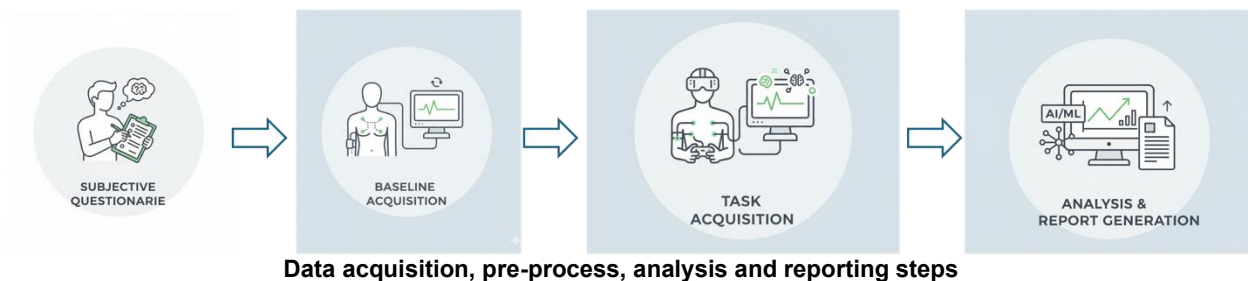 ??
SUBJECTIVE
QUESTIONARIE
BASELINE
ACQUISITION
TASK
ACQUISITION
AI/ML
ANALYSIS &
REPORT GENERATION
Data acquisition, pre-process, analysis and reporting steps